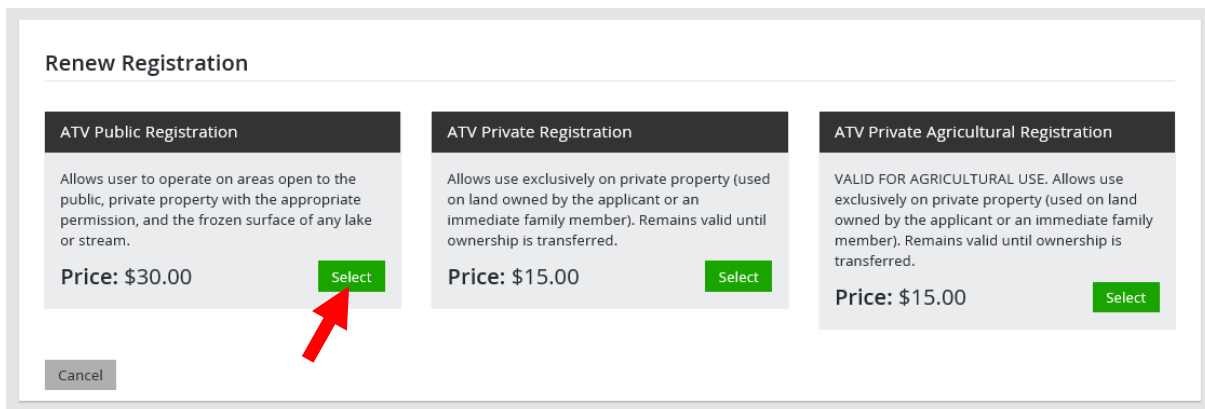 Renew Registration
ATV Public Registration
Allows user to operate on areas open to the
public, private property with the appropriate
permission, and the frozen surface of any lake
or stream.
Price: $30.00
Select
ATV Private Registration
Allows use exclusively on private property (used
on land owned by the applicant or an
immediate family member). Remains valid until
ownership is transferred.
Price: $15.00
Select
ATV Private Agricultural Registration
VALID FOR AGRICULTURAL USE. Allows use
exclusively on private property (used on land
owned by the applicant or an immediate family
member). Remains valid until ownership is
transferred.
Price: $15.00
Select
Cancel